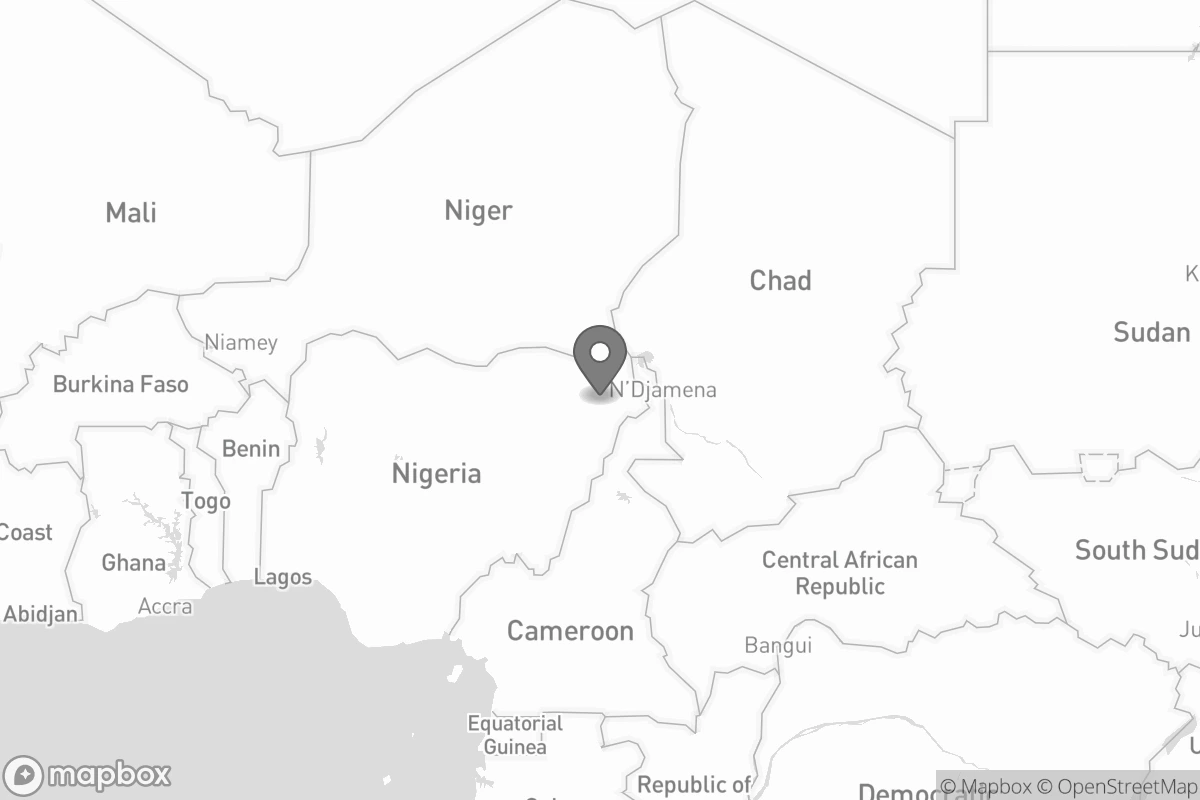 Mali
Niger
Chad
K
Sudan
Niamey
Burkina Faso
N'Djamena
Benin
Nigeria
Togo
Coast
Ghana
Lagos
Abidjan
Accra
Central African
Republic
South Sud
Cameroon
Bangui
Ju
Equatorial
Guinea
U
Republic of
mapbox
© Mapbox © OpenStreetMap